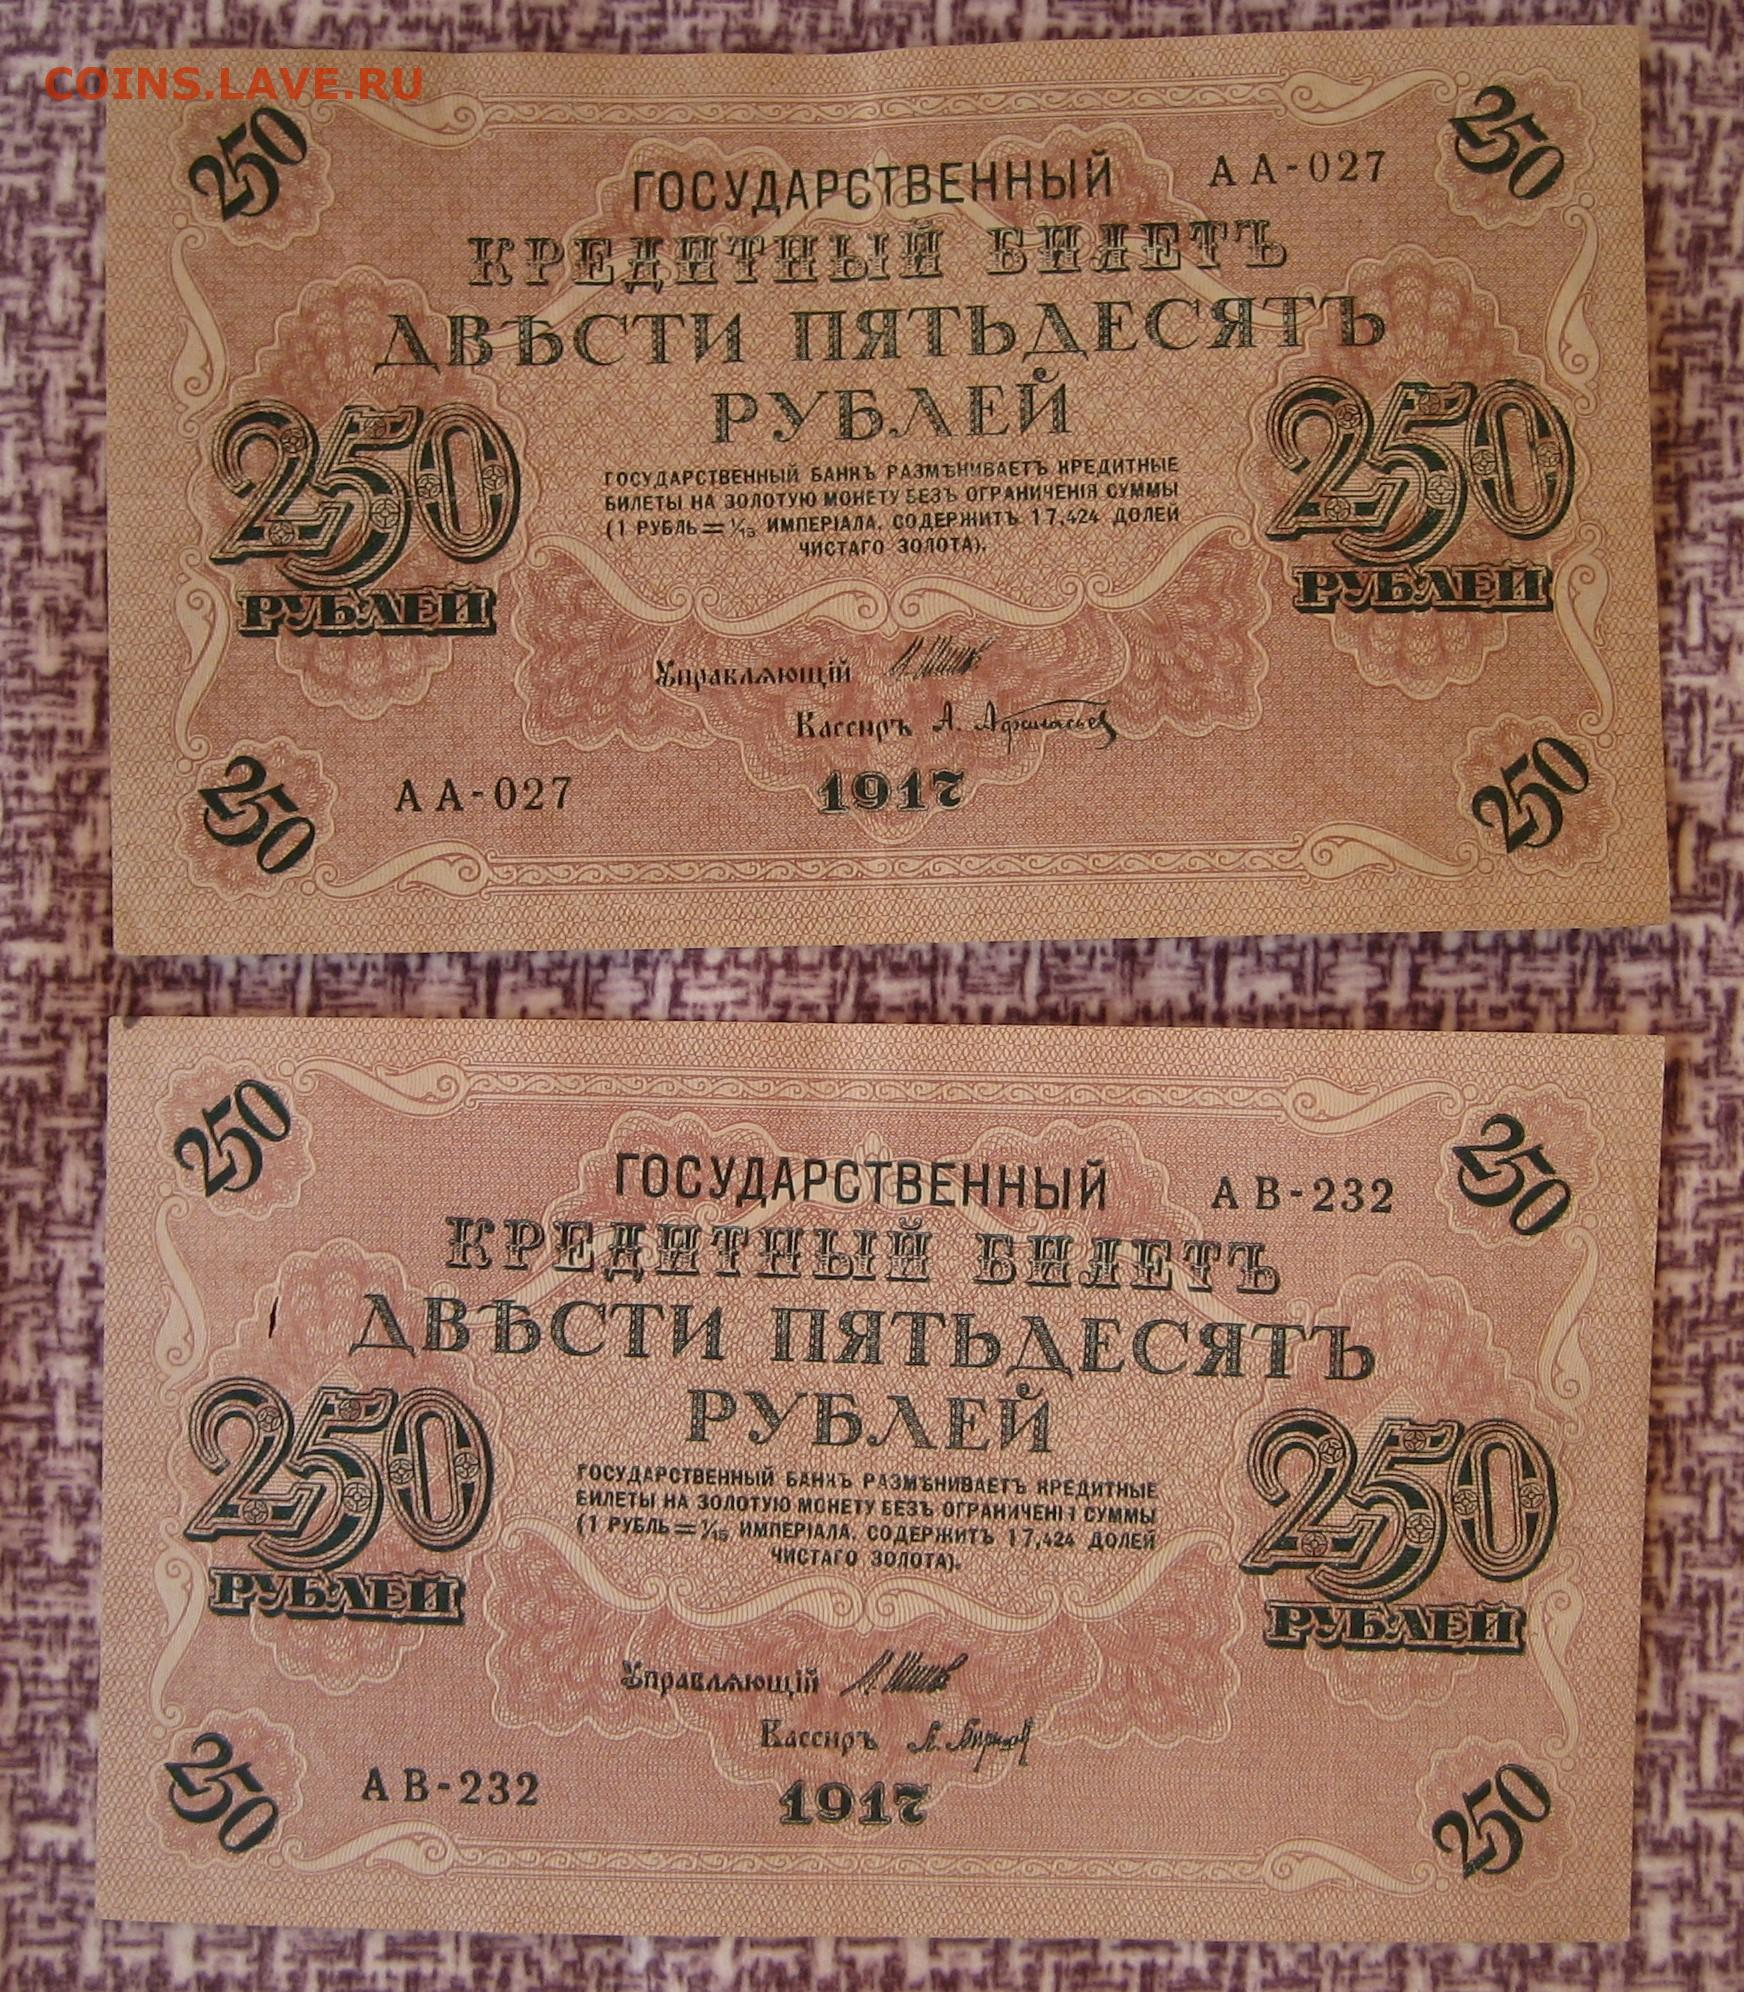 COINS.LAVE.RU
250
250
ГОСУДАРСТВЕННЫЙ
АА-027
КРЕДИТНЫЙ БИЛЕТЪ
ДВѢСТИ ПЯТЬДЕСЯТЪ
РУБЛЕЙ
250
РУБЛЕЙ
250
РУБЛЕЙ
ГОСУДАРСТВЕННЫЙ БАНКЪ РАЗМѢНИВАЕТЪ КРЕДИТНЫЕ
БИЛЕТЫ НА ЗОЛОТУЮ МОНЕТУ БЕЗЪ ОГРАНИЧЕНІЯ СУММЫ
(1 РУБЛЬ = 1/15 ИМПЕРІАЛА, СОДЕРЖИТЪ 17,424 ДОЛЕЙ
ЧИСТАГО ЗОЛОТА).
Управляющій И. Шипов
Кассиръ А. Афанасьев
АА-027
1917
250
250
250
250
ГОСУДАРСТВЕННЫЙ
АВ-232
КРЕДИТНЫЙ БИЛЕТЪ
ДВѢСТИ ПЯТЬДЕСЯТЪ
РУБЛЕЙ
250
РУБЛЕЙ
250
РУБЛЕЙ
ГОСУДАРСТВЕННЫЙ БАНКЪ РАЗМѢНИВАЕТЪ КРЕДИТНЫЕ
БИЛЕТЫ НА ЗОЛОТУЮ МОНЕТУ БЕЗЪ ОГРАНИЧЕНІЯ СУММЫ
(1 РУБЛЬ = 1/15 ИМПЕРІАЛА, СОДЕРЖИТЪ 17,424 ДОЛЕЙ
ЧИСТАГО ЗОЛОТА).
Управляющій И. Шипов
Кассиръ
АВ-232
1917
250
250